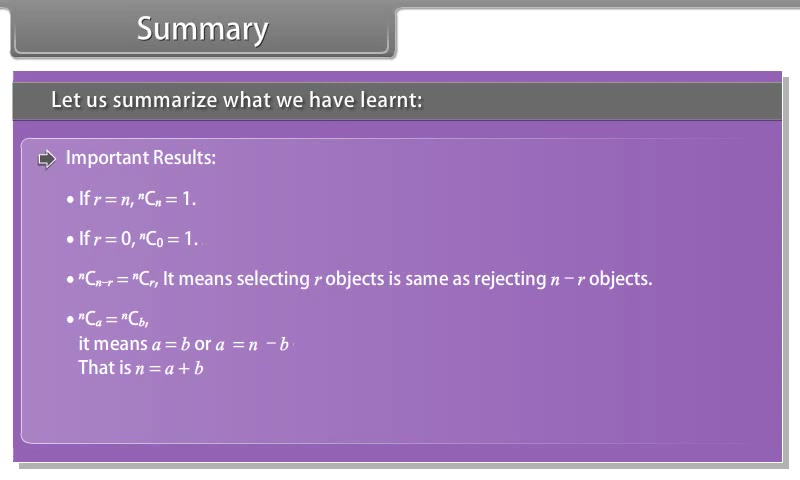 Summary
Let us summarize what we have learnt:
Important Results:
• If r = n, ⁿCₙ = 1.
• If r = 0, ⁿC₀ = 1.
• ⁿCₙ₋ᵣ = ⁿCᵣ, It means selecting r objects is same as rejecting n − r objects.
• ⁿCₐ = ⁿC_b,
it means a = b or a = n − b
That is n = a + b